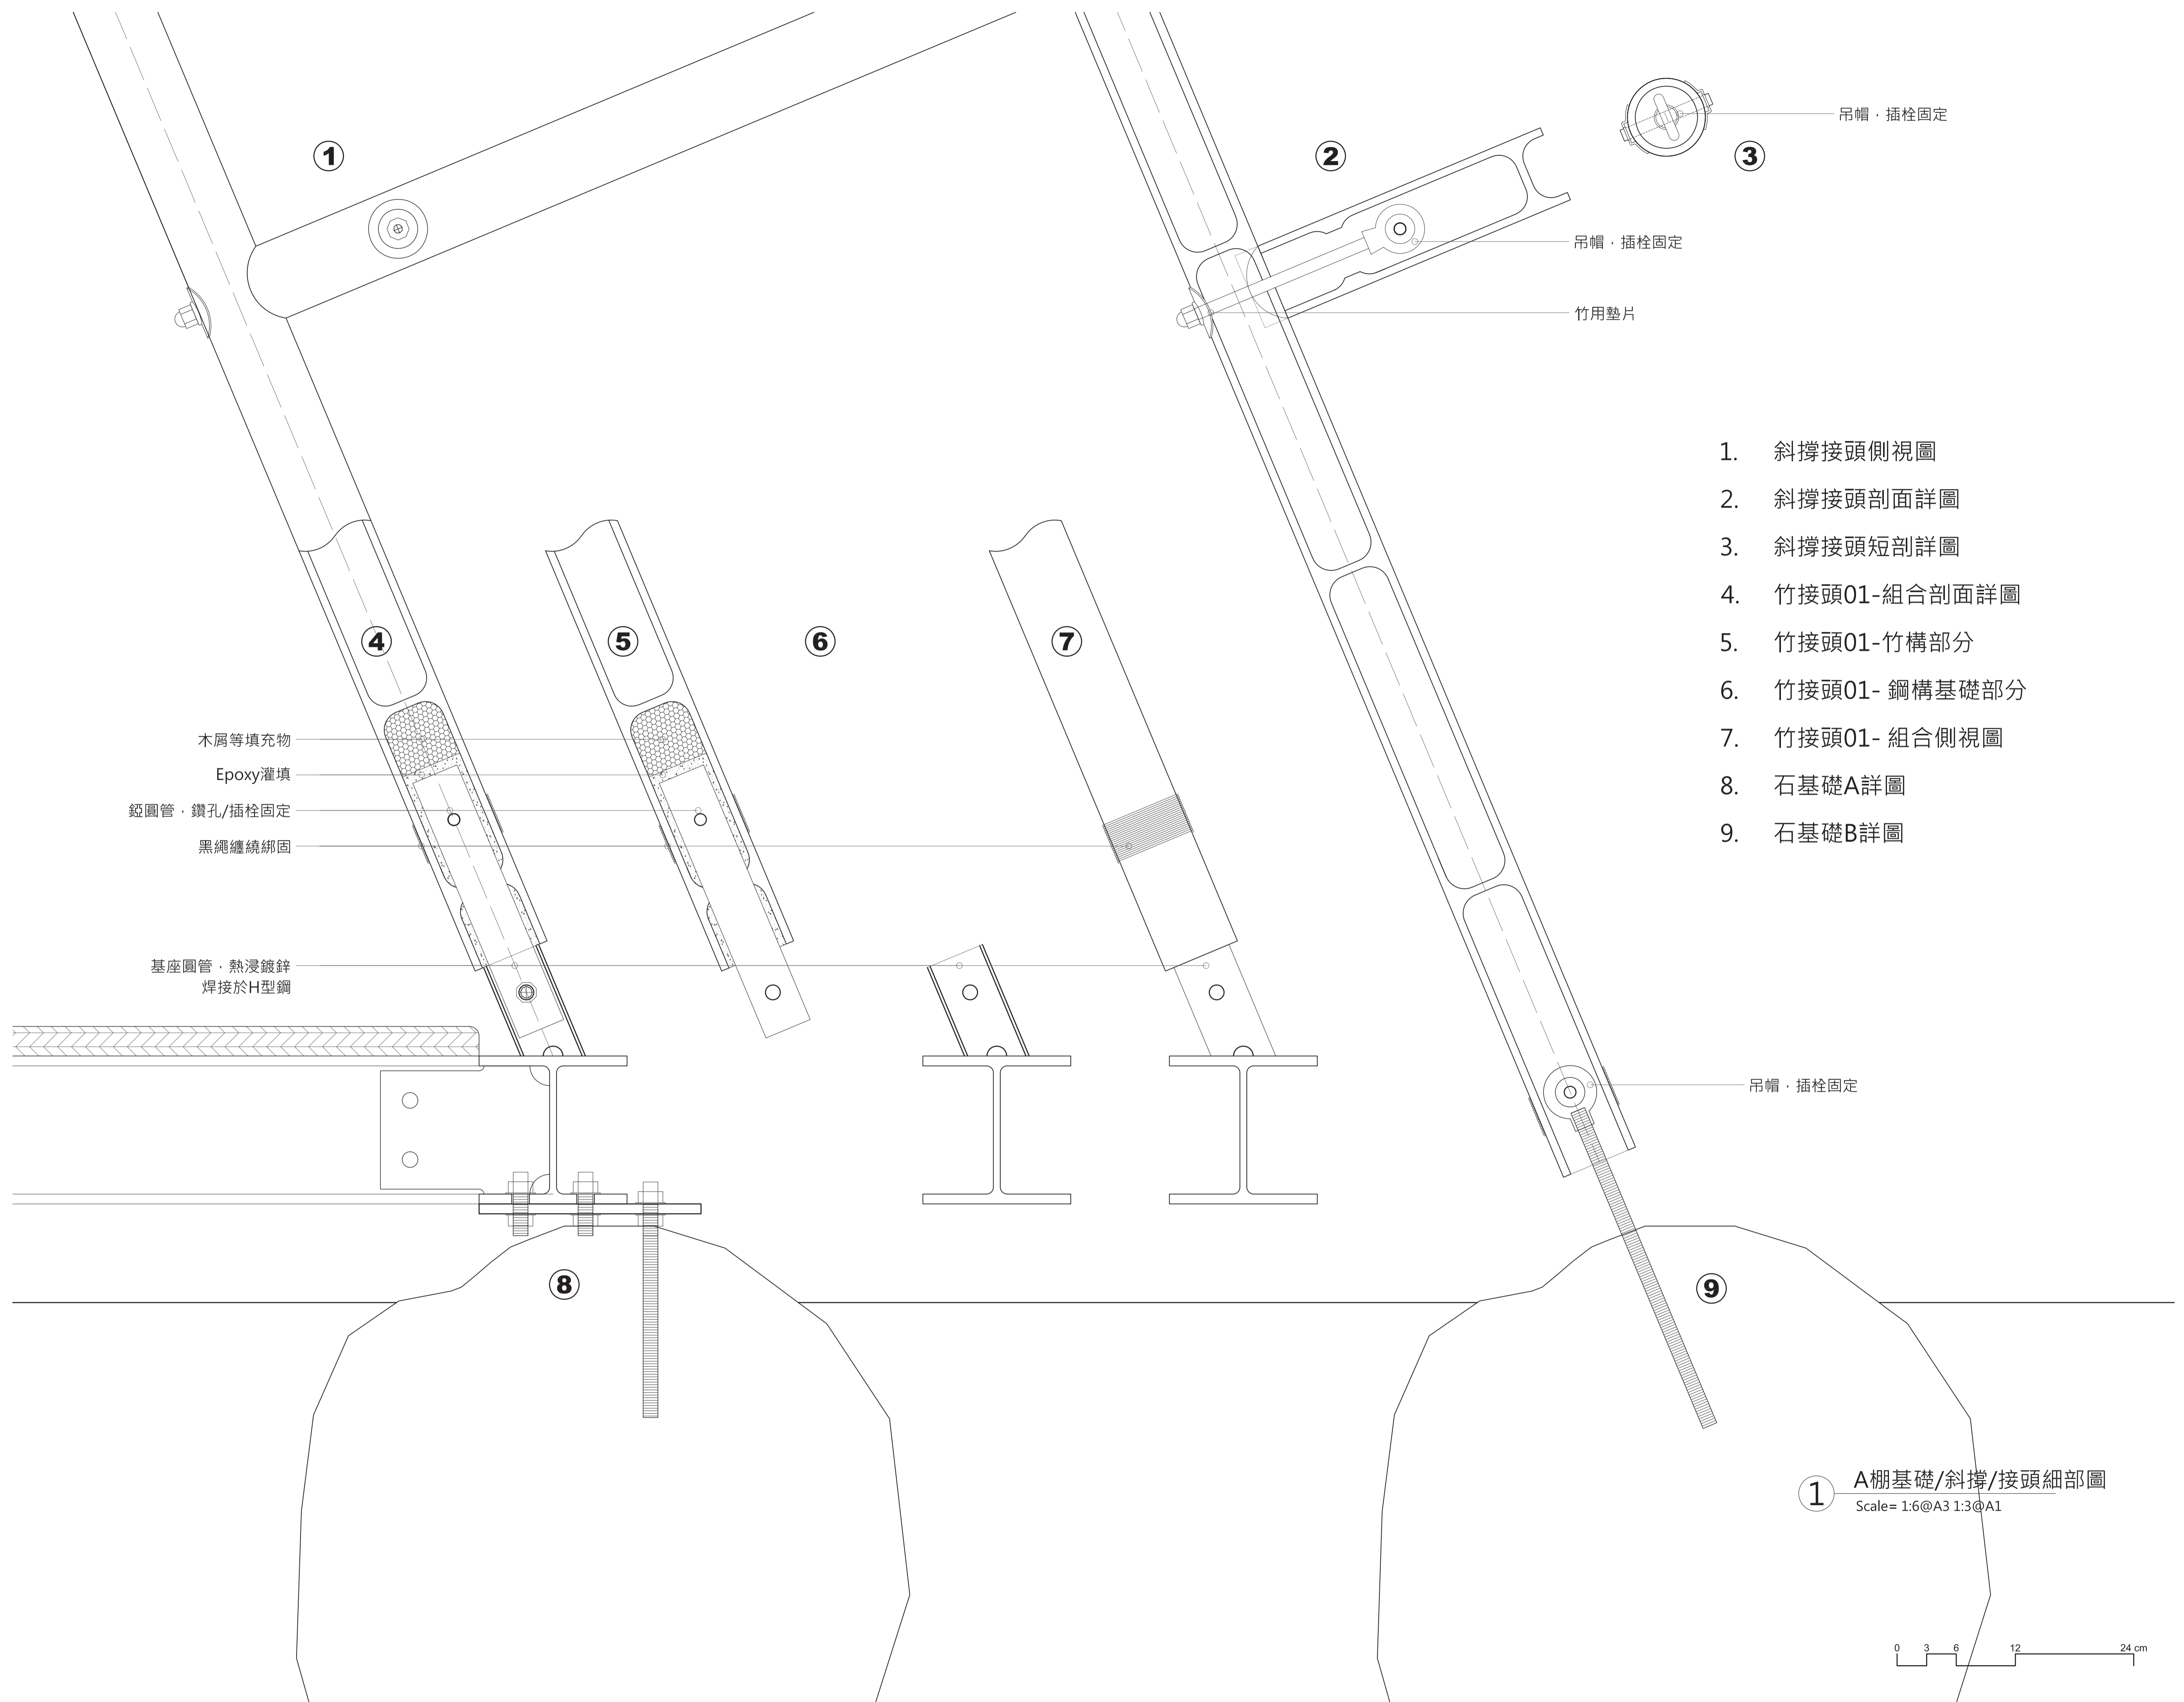 1
2
3
吊帽，插栓固定
吊帽，插栓固定
竹用墊片
1. 斜撐接頭側視圖
2. 斜撐接頭剖面詳圖
3. 斜撐接頭短剖詳圖
4. 竹接頭01-組合剖面詳圖
5. 竹接頭01-竹構部分
6. 竹接頭01- 鋼構基礎部分
7. 竹接頭01- 組合側視圖
8. 石基礎A詳圖
9. 石基礎B詳圖
4
5
6
7
木屑等填充物
Epoxy灌填
錏圓管，鑽孔/插栓固定
黑繩纏繞綁固
基座圓管，熱浸鍍鋅
焊接於H型鋼
吊帽，插栓固定
8
9
1
A棚基礎/斜撐/接頭細部圖
Scale= 1:6@A3 1:3@A1
0 3 6 12 24 cm